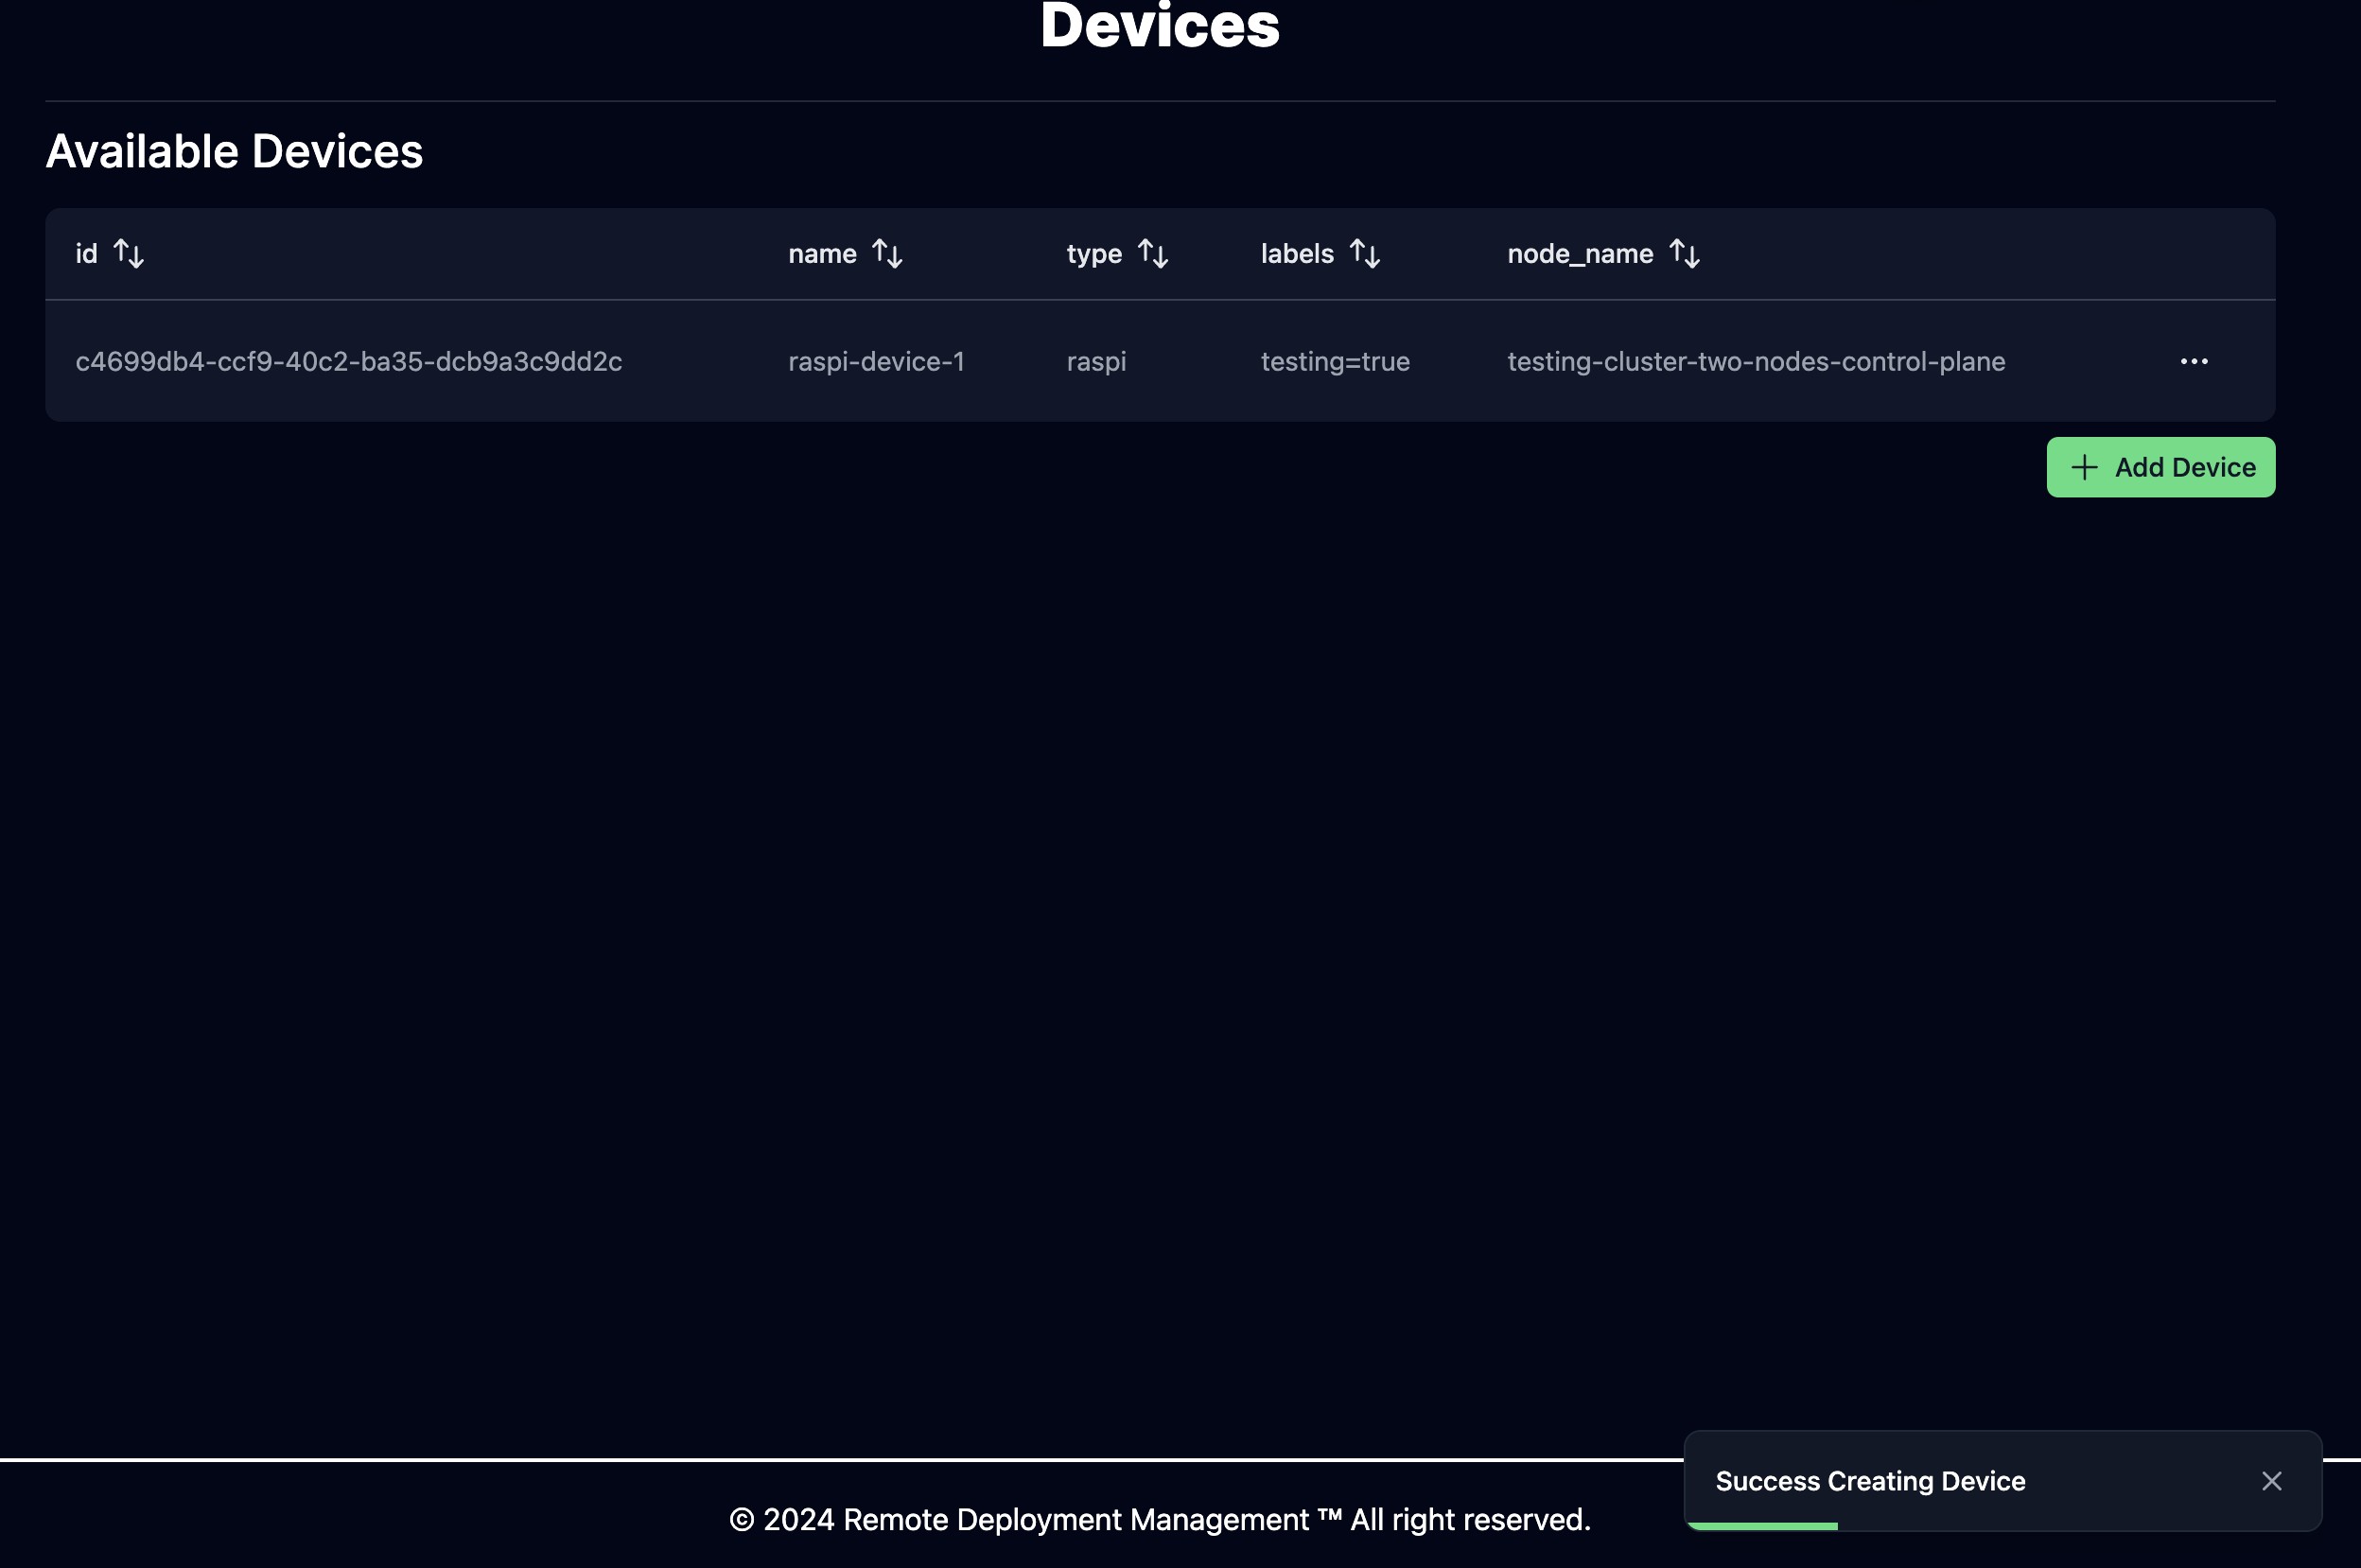 Devices
Available Devices
id name type labels node_name
c4699db4-ccf9-40c2-ba35-dcb9a3c9dd2c raspi-device-1 raspi testing=true testing-cluster-two-nodes-control-plane
Add Device
Success Creating Device
© 2024 Remote Deployment Management ™ All right reserved.